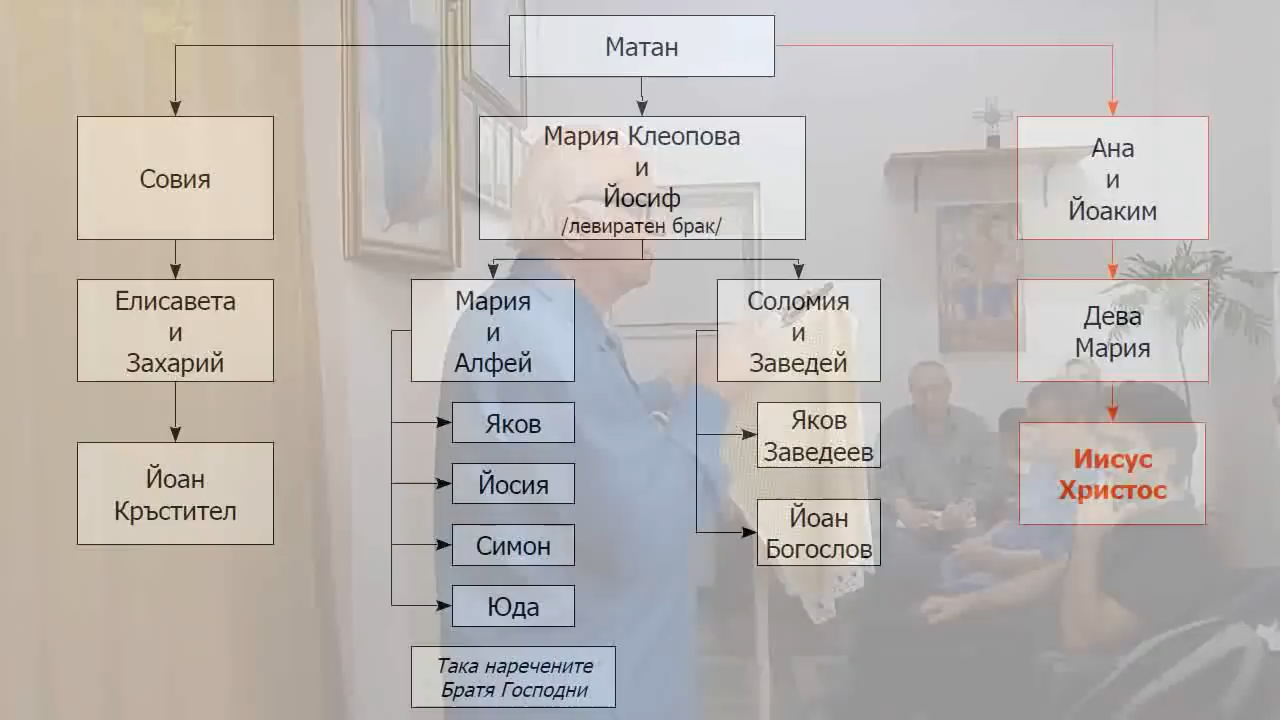 Матан
Совия
Мария Клеопова
и
Йосиф
/левиратен брак/
Ана
и
Йоаким
Елисавета
и
Захарий
Мария
и
Алфей
Соломия
и
Заведей
Дева
Мария
Йоан
Кръстител
Яков
Йосия
Симон
Юда
Яков
Заведеев
Йоан
Богослов
Иисус
Христос
Така наречените
Братя Господни